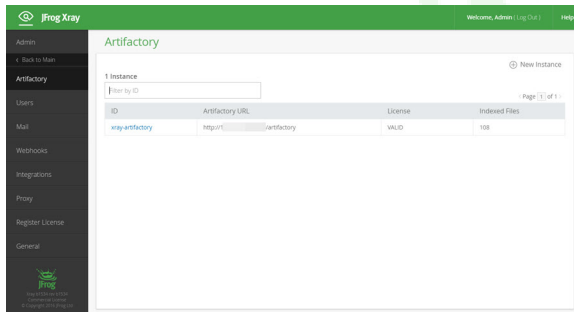 JFrog Xray
Welcome, Admin ( Log Out )
Help
Admin
Artifactory
< Back to Main
New Instance
Artifactory
1 Instance
Filter by ID
< Page 1 of 1 >
Users
ID Artifactory URL License Indexed Files
xray-artifactory http://1 /artifactory VALID 108
Mail
Webhooks
Integrations
Proxy
Register License
General
JFrog
Commercial License